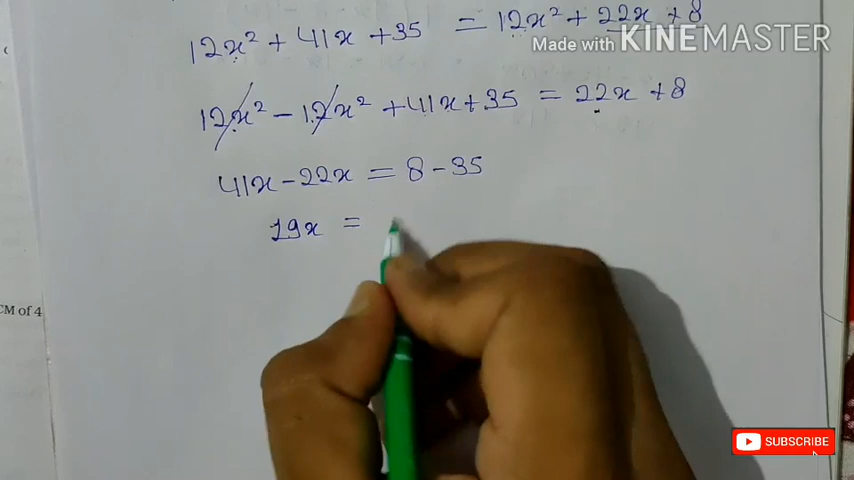 12x² + 41x + 35 = 12x² + 22x + 8
Made with KINEMASTER
12x² - 12x² + 41x + 35 = 22x + 8
41x - 22x = 8 - 35
19x =
CM of 4
SUBSCRIBE